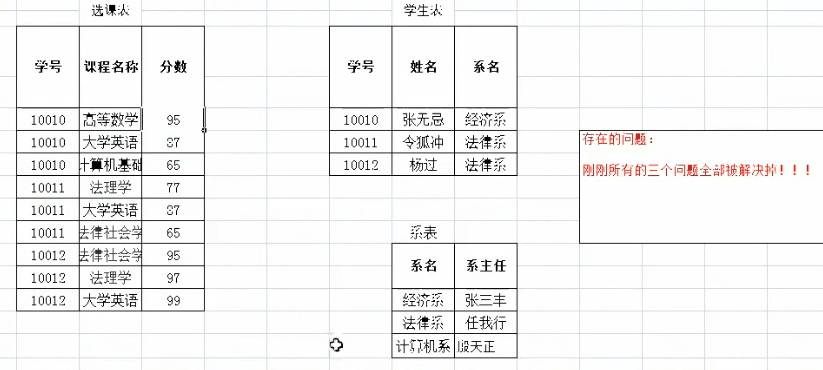 选课表
学号 课程名称 分数
10010 高等数学 95
10010 大学英语 87
10010 计算机基础 65
10011 法理学 77
10011 大学英语 87
10011 法律社会学 65
10012 法律社会学 95
10012 法理学 97
10012 大学英语 99
学生表
学号 姓名 系名
10010 张无忌 经济系
10011 令狐冲 法律系
10012 杨过 法律系
系表
系名 系主任
经济系 张三丰
法律系 任我行
计算机系 殷天正
存在的问题：
刚刚所有的三个问题全部被解决掉！！！